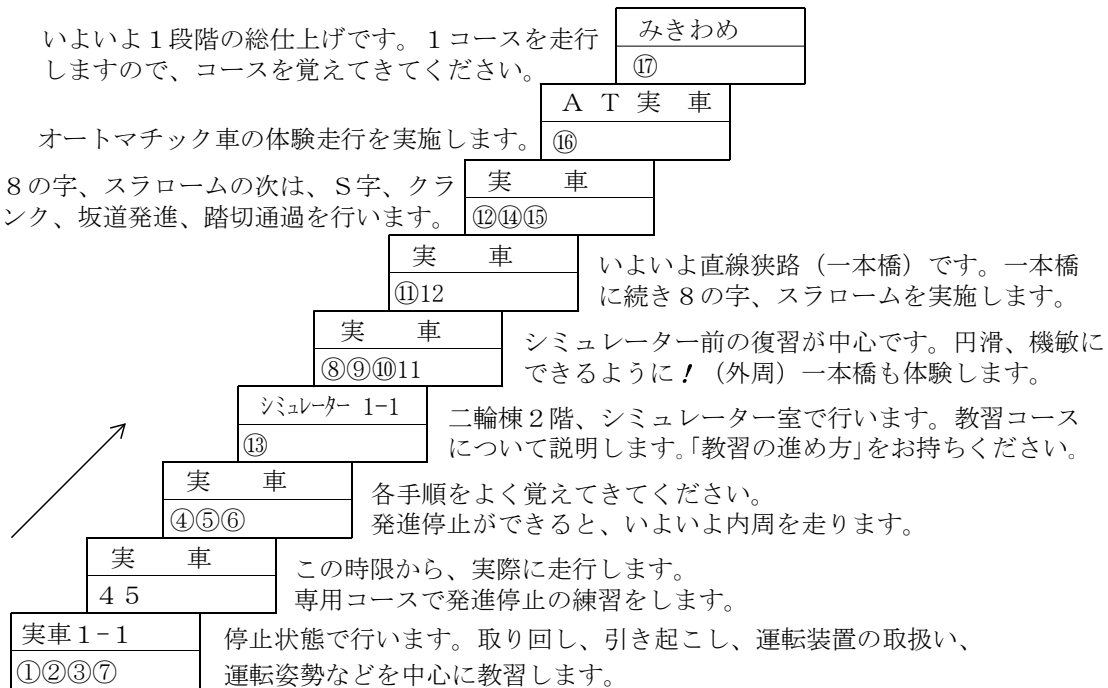 いよいよ１段階の総仕上げです。１コースを走行
しますので、コースを覚えてきてください。
みきわめ
⑰
ＡＴ実車
⑯
オートマチック車の体験走行を実施します。
８の字、スラロームの次は、Ｓ字、クラ
ンク、坂道発進、踏切通過を行います。
実車
⑫⑭⑮
実車
⑪12
いよいよ直線狭路（一本橋）です。一本橋
に続き８の字、スラロームを実施します。
実車
⑧⑨⑩11
シミュレーター前の復習が中心です。円滑、機敏に
できるように！（外周）一本橋も体験します。
ｼﾐｭﾚｰﾀｰ 1-1
⑬
二輪棟２階、シミュレーター室で行います。教習コース
について説明します。「教習の進め方」をお持ちください。
実車
④⑤⑥
各手順をよく覚えてきてください。
発進停止ができると、いよいよ内周を走ります。
実車
４５
この時限から、実際に走行します。
専用コースで発進停止の練習をします。
実車１-１
①②③⑦
停止状態で行います。取り回し、引き起こし、運転装置の取扱い、
運転姿勢などを中心に教習します。